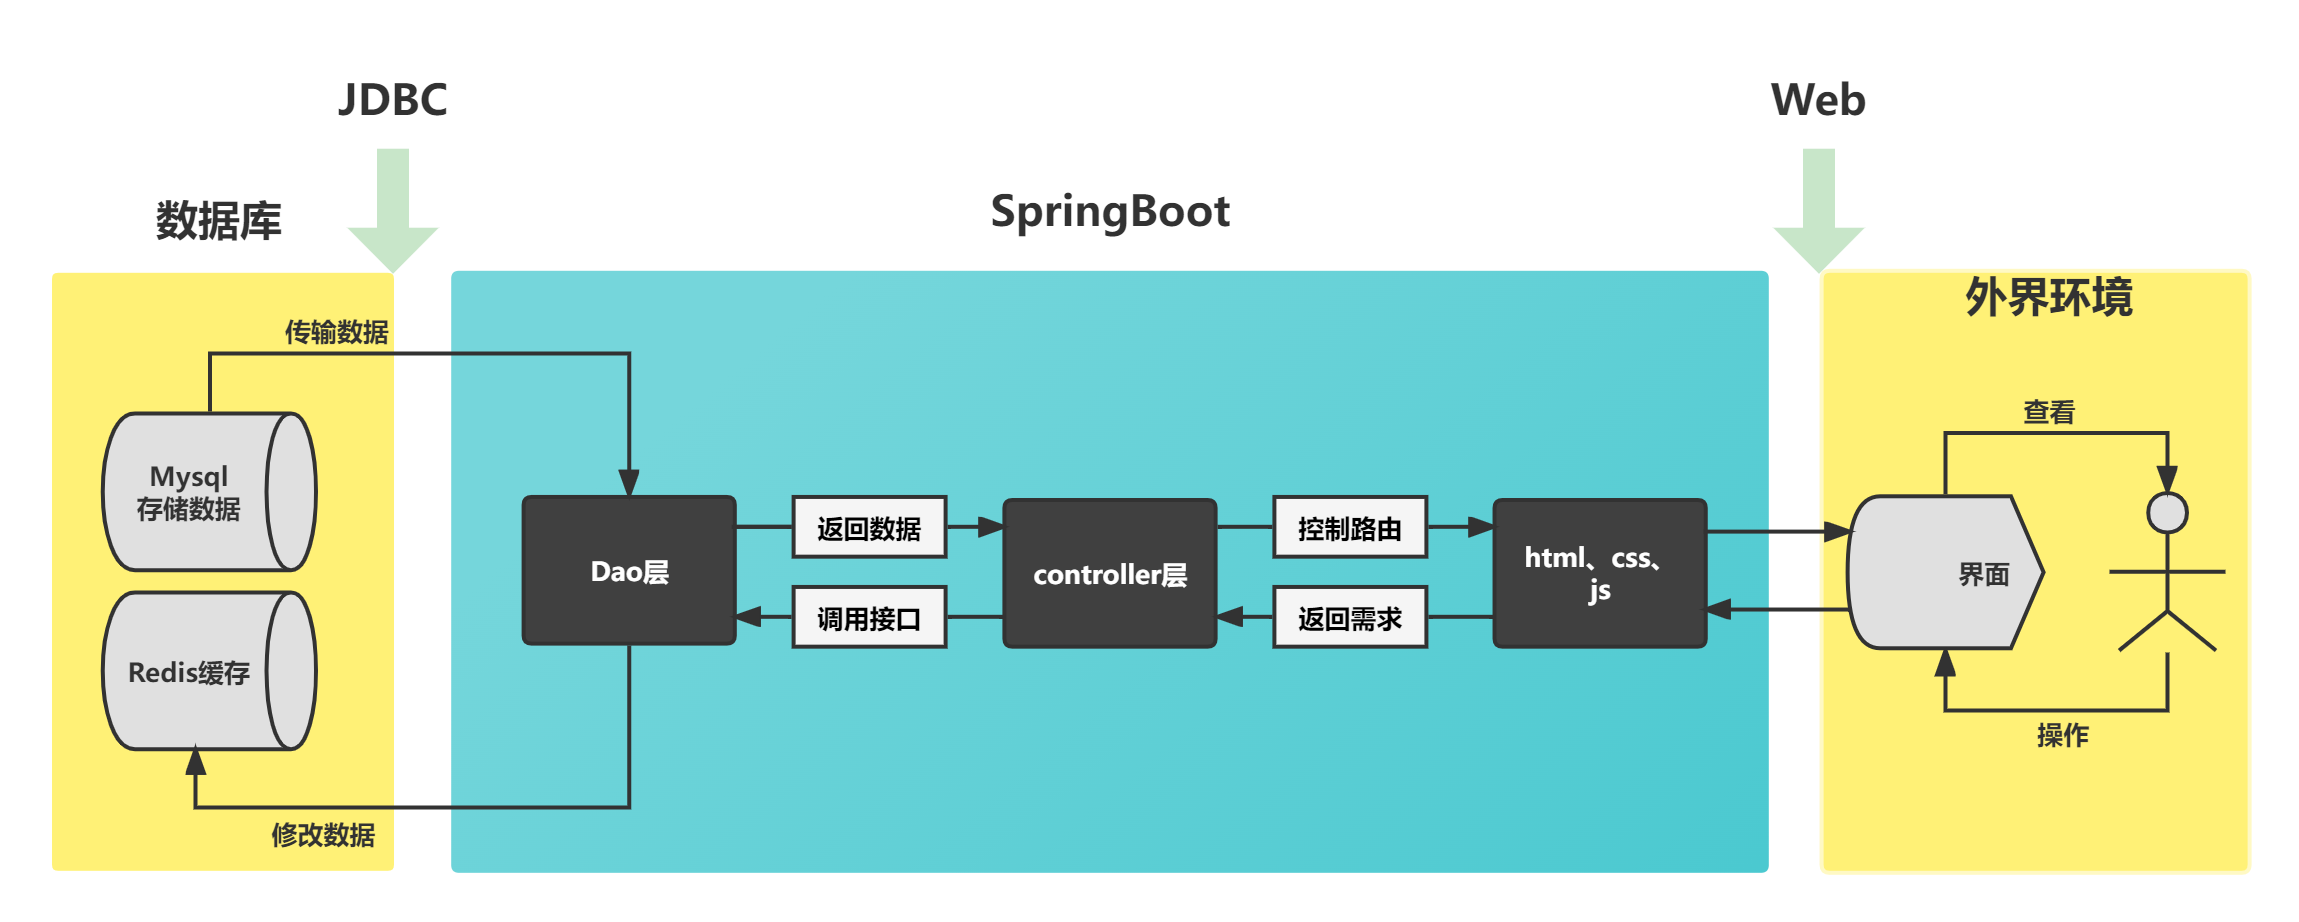 JDBC
Web
数据库
SpringBoot
外界环境
传输数据
查看
Mysql
存储数据
返回数据
控制路由
Dao层
controller层
html、css、
js
界面
调用接口
返回需求
Redis缓存
操作
修改数据